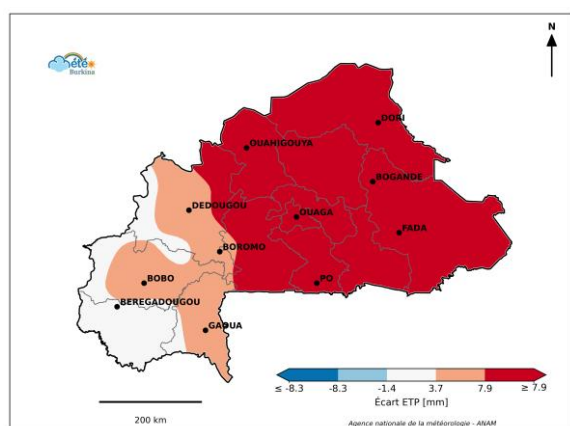 N
été
Burkina
DORI
OUAHIGOUYA
BOGANDE
DEDOUGOU
OUAGA
FADA
BOROMO
BOBO
PO
BEREGADOUGOU
GAOUA
≤ -8.3 -8.3 -1.4 3.7 7.9 ≥ 7.9
Écart ETP [mm]
200 km
Agence nationale de la météorologie - ANAM